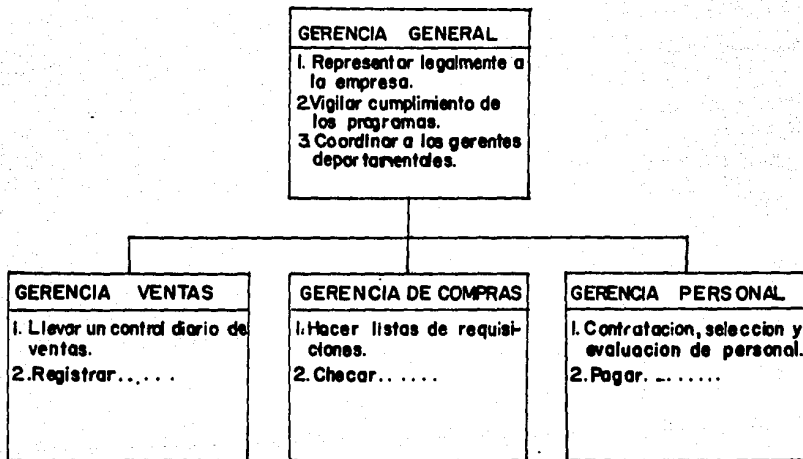 GERENCIA GENERAL
1. Representar legalmente a
la empresa.
2. Vigilar cumplimiento de
los programas.
3. Coordinar a los gerentes
departamentales.
GERENCIA VENTAS
1. Llevar un control diario de
ventas.
2. Registrar......
GERENCIA DE COMPRAS
1. Hacer listas de requisi-
ciones.
2. Checar......
GERENCIA PERSONAL
1. Contratacion, seleccion y
evaluacion de personal.
2. Pagar........